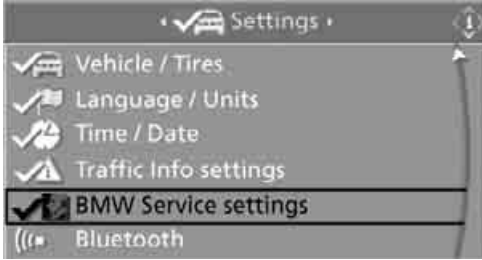 Settings
Vehicle / Tires
Language / Units
Time / Date
Traffic Info settings
BMW Service settings
Bluetooth